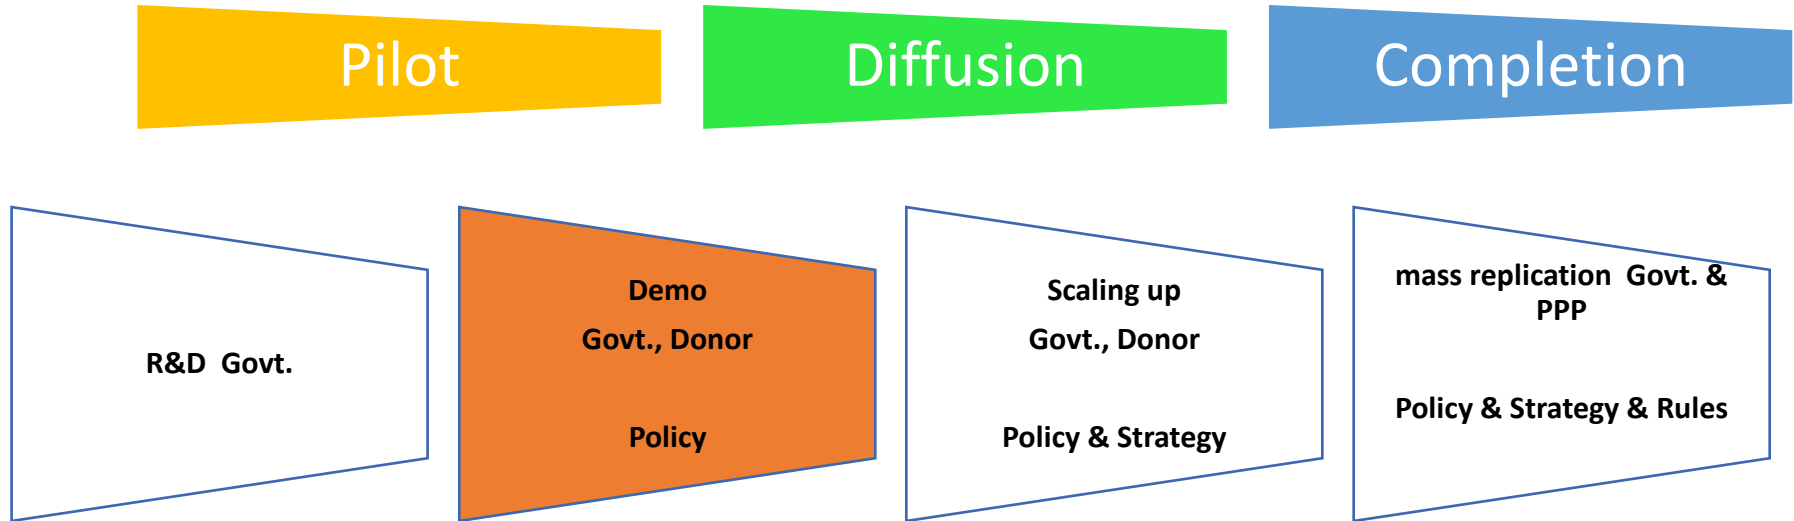 Pilot
Diffusion
Completion
R&D  Govt.
Demo
Govt., Donor
Policy
Scaling up
Govt., Donor
Policy & Strategy
mass replication  Govt. &
PPP
Policy & Strategy & Rules